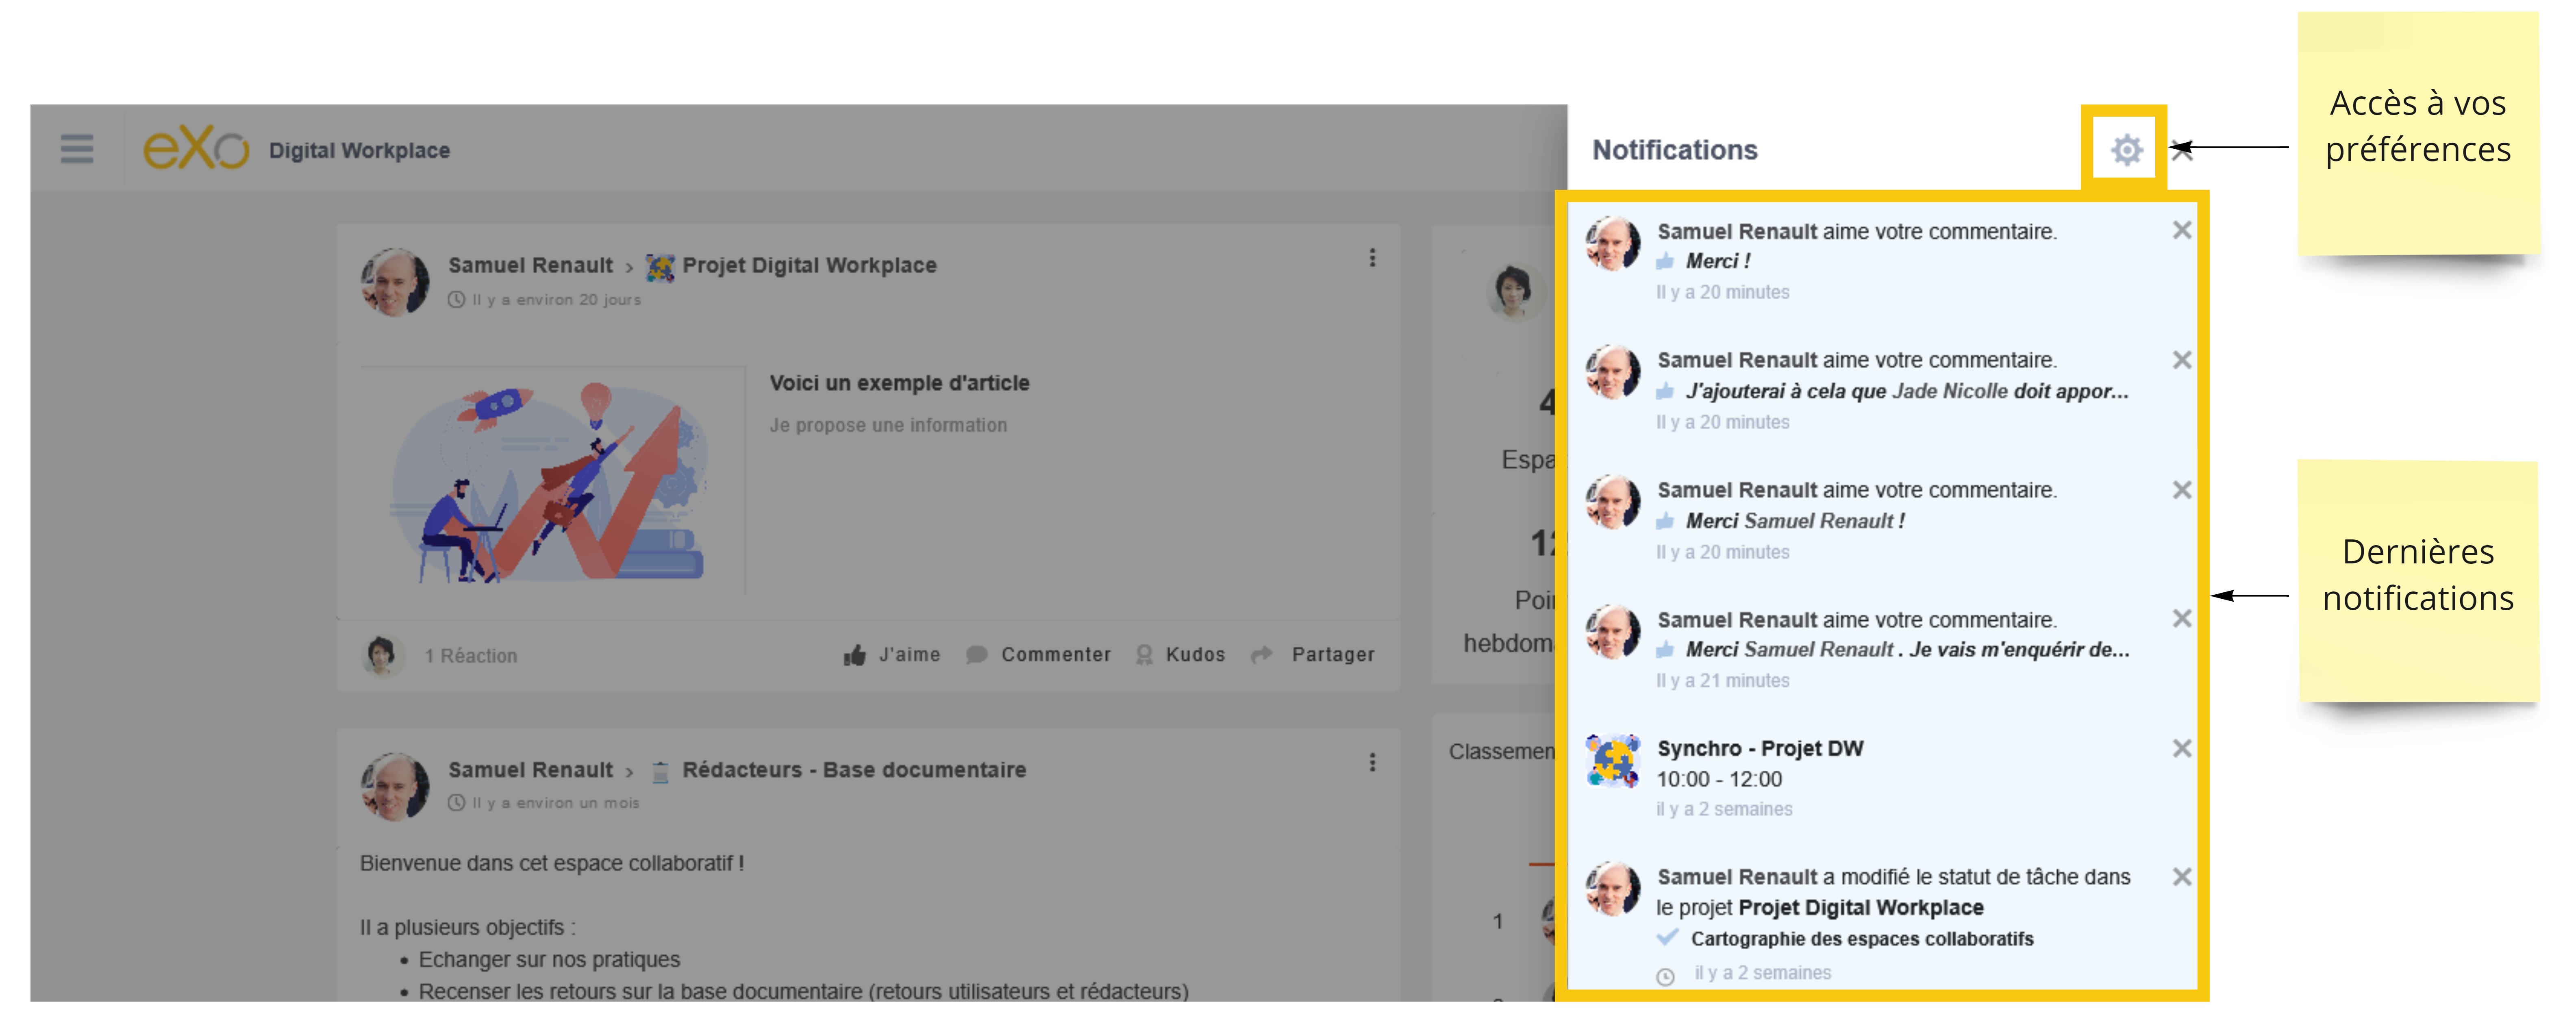 eXo Digital Workplace
Samuel Renault > Projet Digital Workplace
Il y a environ 20 jours
Voici un exemple d'article
Je propose une information
1 Réaction
J'aime Commenter Kudos Partager
Samuel Renault > Rédacteurs - Base documentaire
Il y a environ un mois
Bienvenue dans cet espace collaboratif !
Il a plusieurs objectifs :
• Echanger sur nos pratiques
• Recenser les retours sur la base documentaire (retours utilisateurs et rédacteurs)
4
Espa
12
Poi
hebdom
Classemen
1
Notifications
Samuel Renault aime votre commentaire.
Merci !
Il y a 20 minutes
Samuel Renault aime votre commentaire.
J'ajouterai à cela que Jade Nicolle doit appor...
Il y a 20 minutes
Samuel Renault aime votre commentaire.
Merci Samuel Renault !
Il y a 20 minutes
Samuel Renault aime votre commentaire.
Merci Samuel Renault . Je vais m'enquérir de...
Il y a 21 minutes
Synchro - Projet DW
10:00 - 12:00
il y a 2 semaines
Samuel Renault a modifié le statut de tâche dans
le projet Projet Digital Workplace
Cartographie des espaces collaboratifs
il y a 2 semaines
Accès à vos
préférences
Dernières
notifications